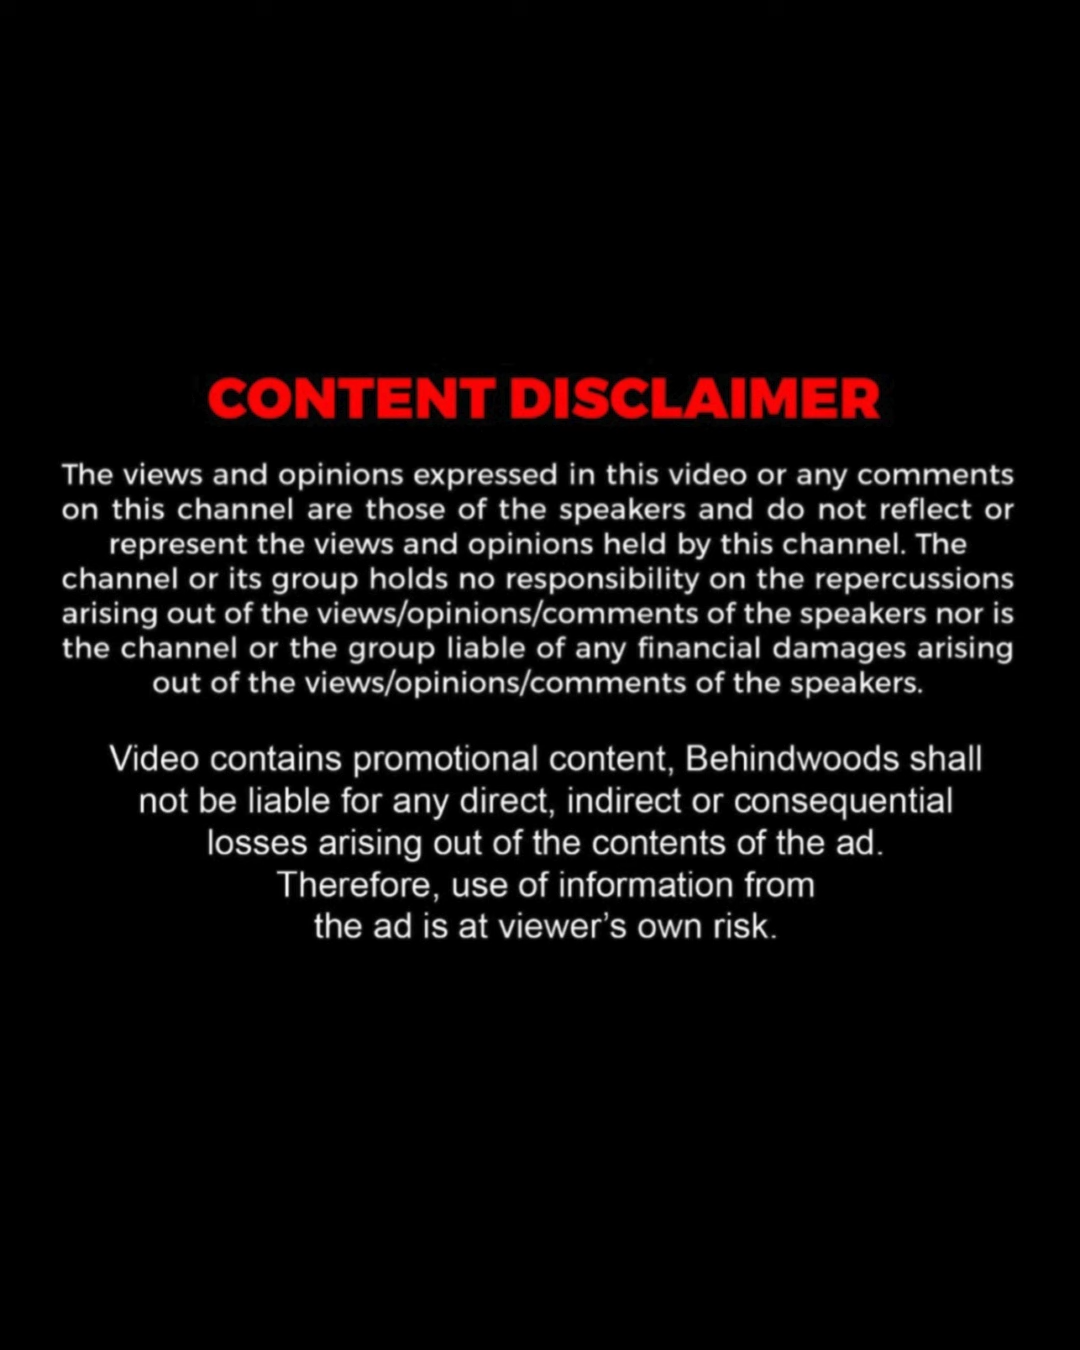 CONTENT DISCLAIMER
The views and opinions expressed in this video or any comments
on this channel are those of the speakers and do not reflect or
represent the views and opinions held by this channel. The
channel or its group holds no responsibility on the repercussions
arising out of the views/opinions/comments of the speakers nor is
the channel or the group liable of any financial damages arising
out of the views/opinions/comments of the speakers.
Video contains promotional content, Behindwoods shall
not be liable for any direct, indirect or consequential
losses arising out of the contents of the ad.
Therefore, use of information from
the ad is at viewer’s own risk.